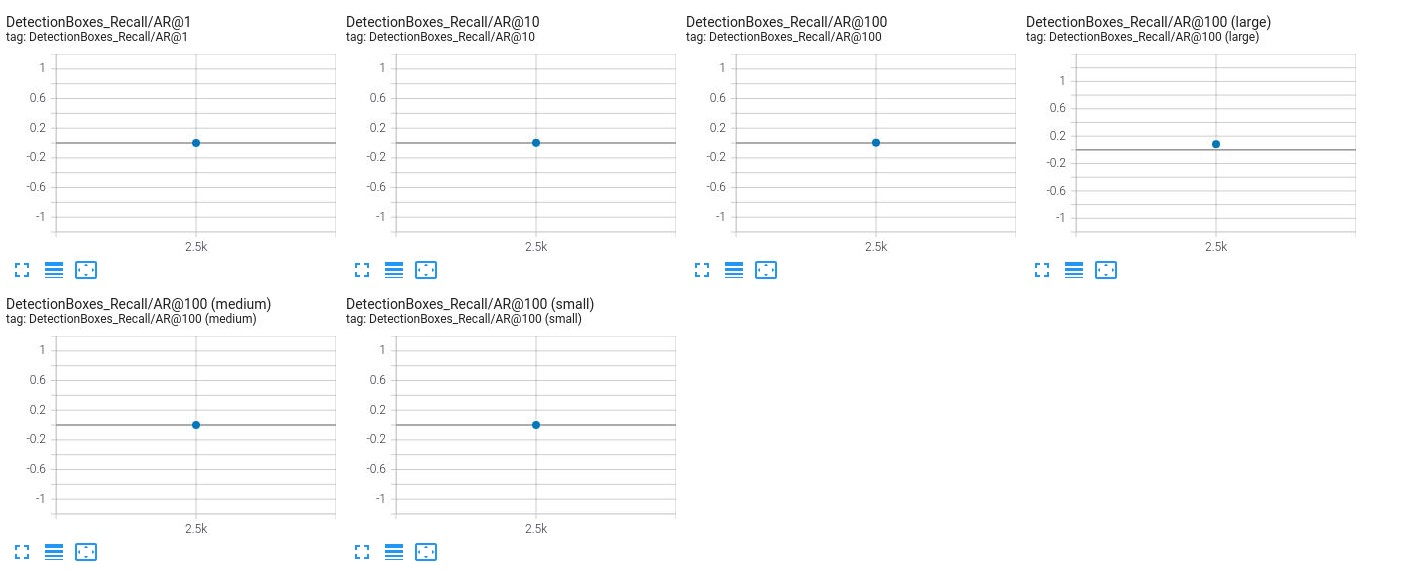 DetectionBoxes_Recall/AR@1
tag: DetectionBoxes_Recall/AR@1
1
0.6
0.2
-0.2
-0.6
-1
2.5k
DetectionBoxes_Recall/AR@10
tag: DetectionBoxes_Recall/AR@10
1
0.6
0.2
-0.2
-0.6
-1
2.5k
DetectionBoxes_Recall/AR@100
tag: DetectionBoxes_Recall/AR@100
1
0.6
0.2
-0.2
-0.6
-1
2.5k
DetectionBoxes_Recall/AR@100 (large)
tag: DetectionBoxes_Recall/AR@100 (large)
1
0.6
0.2
-0.2
-0.6
-1
2.5k
DetectionBoxes_Recall/AR@100 (medium)
tag: DetectionBoxes_Recall/AR@100 (medium)
1
0.6
0.2
-0.2
-0.6
-1
2.5k
DetectionBoxes_Recall/AR@100 (small)
tag: DetectionBoxes_Recall/AR@100 (small)
1
0.6
0.2
-0.2
-0.6
-1
2.5k